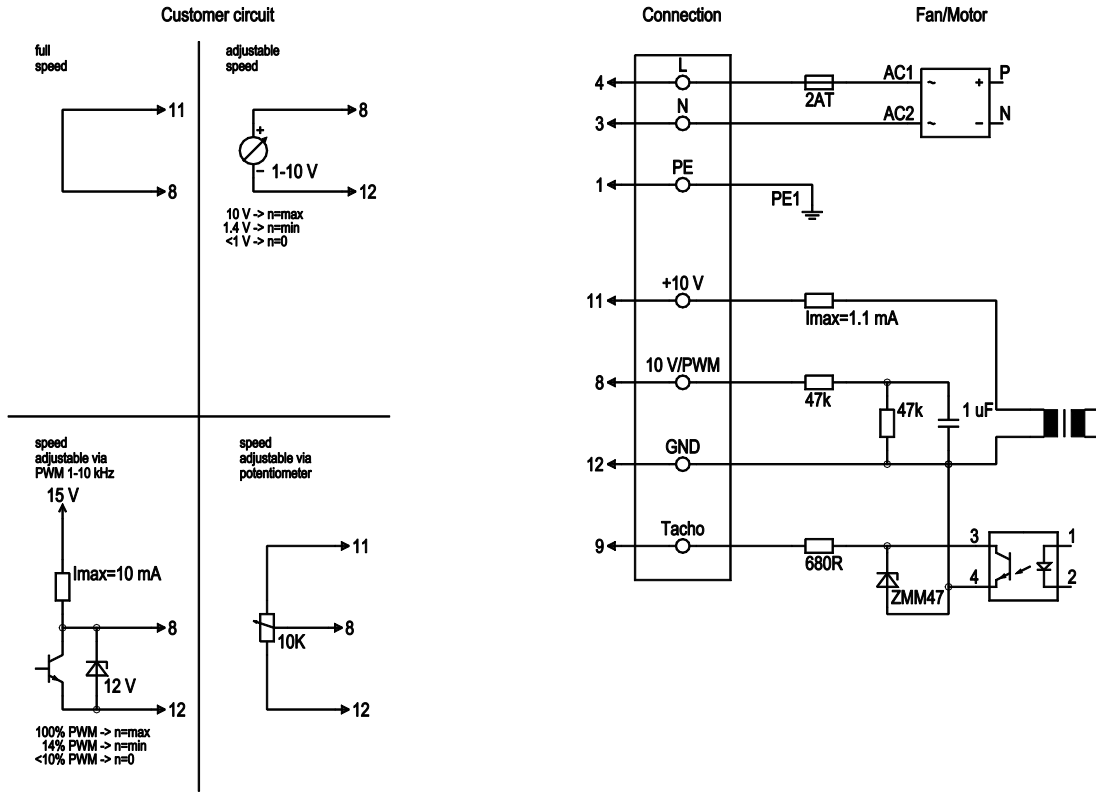 Customer circuit
Connection
Fan/Motor
full
speed
11
8
adjustable
speed
8
+
1-10 V
−
12
10 V -> n=max
1.4 V -> n=min
<1 V -> n=0
speed
adjustable via
PWM 1-10 kHz
15 V
Imax=10 mA
8
12 V
12
100% PWM -> n=max
14% PWM -> n=min
<10% PWM -> n=0
speed
adjustable via
potentiometer
11
8
10K
12
L
4
2AT
AC1
~
+
P
N
3
AC2
~
−
N
PE
1
PE1
+10 V
11
Imax=1.1 mA
10 V/PWM
8
47k
47k
1 uF
GND
12
Tacho
9
680R
ZMM47
3
4
1
2